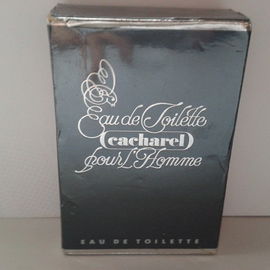 Eau de Toilette
(cacharel)
pour L'Homme
EAU DE TOILETTE